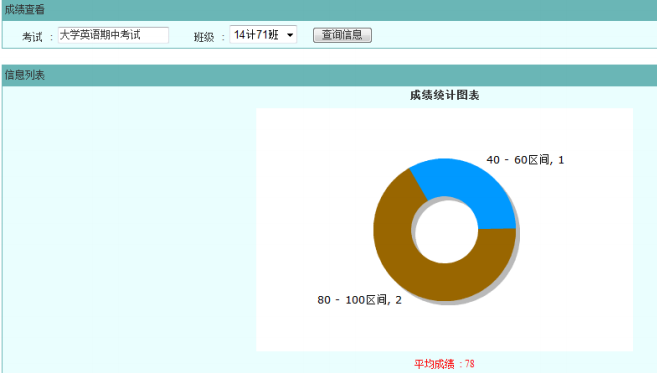 成绩查看
考试 : 大学英语期中考试 班级 : 14计71班 查询信息
信息列表
成绩统计图表
40 - 60区间, 1
80 - 100区间, 2
平均成绩 : 78